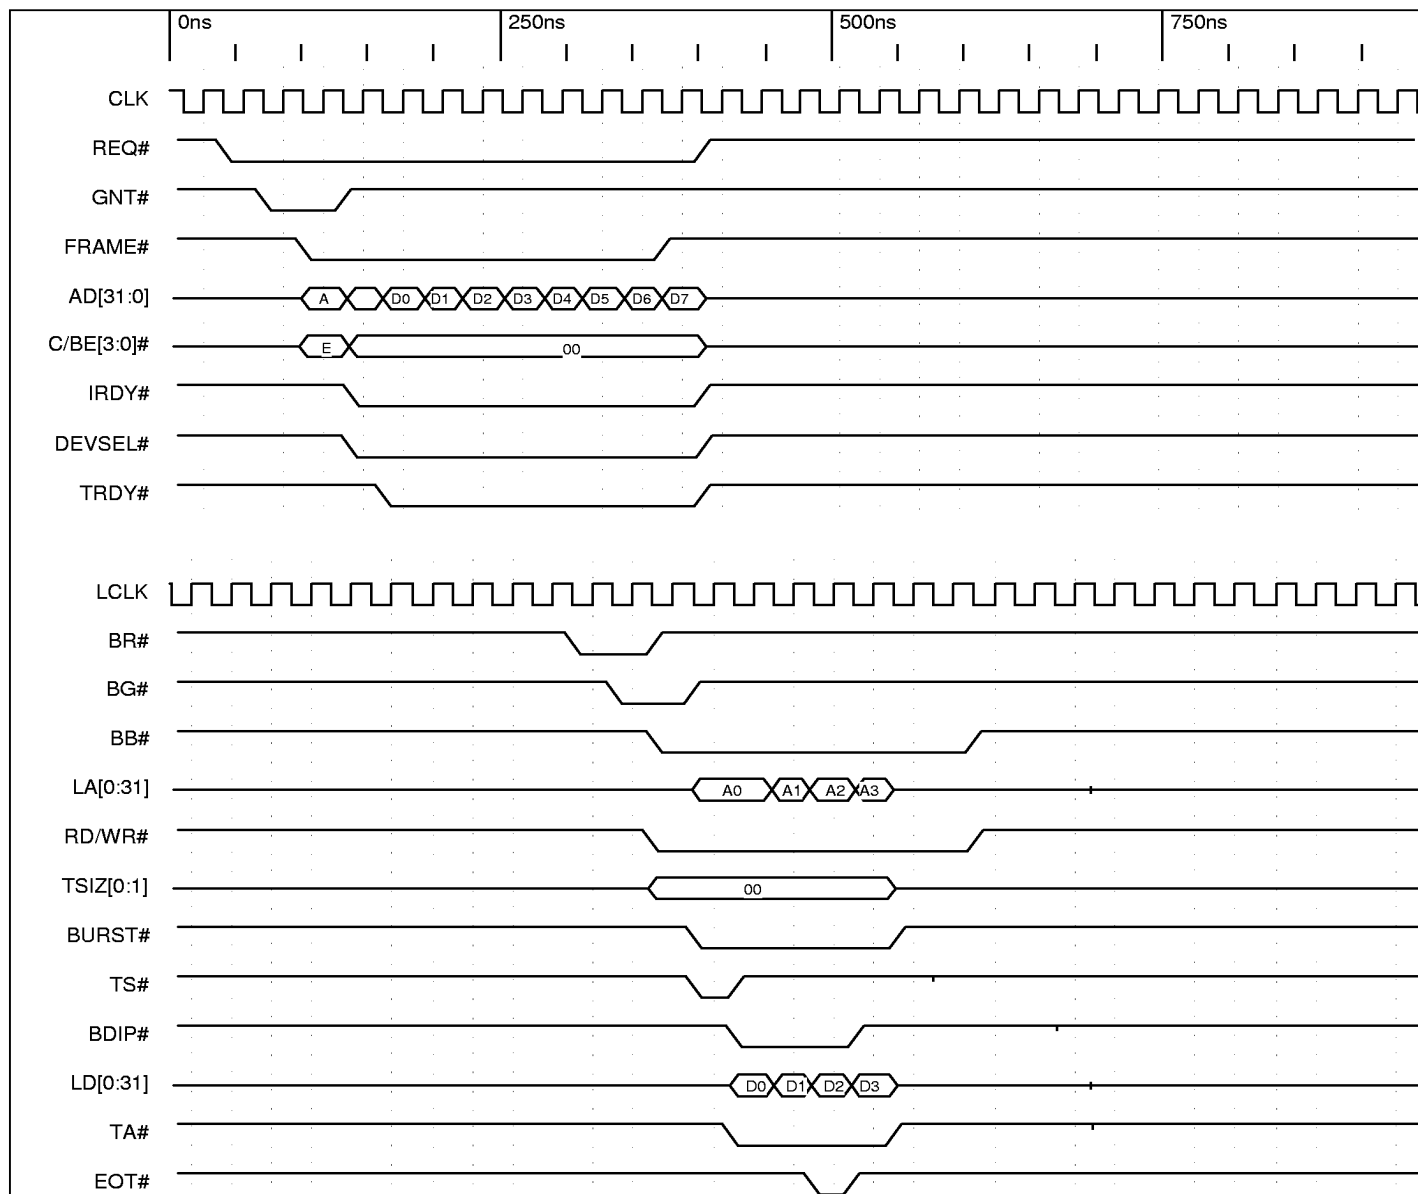 0ns 250ns 500ns 750ns
CLK
REQ#
GNT#
FRAME#
AD[31:0] A D0 D1 D2 D3 D4 D5 D6 D7
C/BE[3:0]# E 00
IRDY#
DEVSEL#
TRDY#
LCLK
BR#
BG#
BB#
LA[0:31] A0 A1 A2 A3
RD/WR#
TSIZ[0:1] 00
BURST#
TS#
BDIP#
LD[0:31] D0 D1 D2 D3
TA#
EOT#